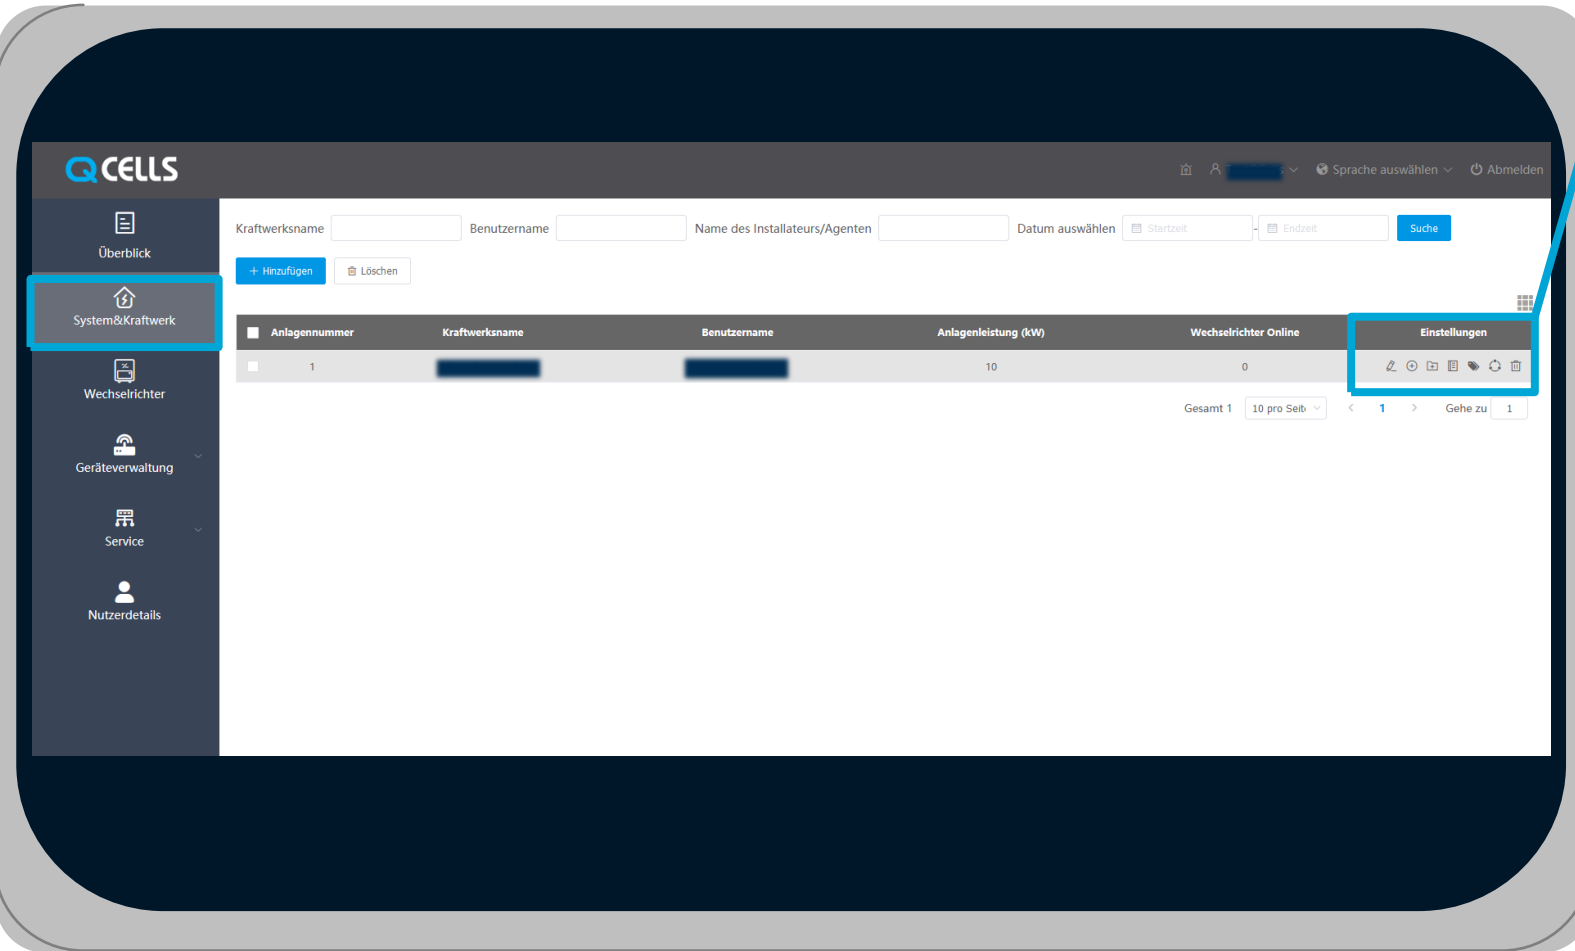 QCELLS
Sprache auswählen
Abmelden
Überblick
System&Kraftwerk
Wechselrichter
Geräteverwaltung
Service
Nutzerdetails
Kraftwerksname Benutzername Name des Installateurs/Agenten Datum auswählen Startzeit - Endzeit Suche
+ Hinzufügen Löschen
Anlagennummer Kraftwerksname Benutzername Anlagenleistung (kW) Wechselrichter Online Einstellungen
1 10 0
Gesamt 1 10 pro Seit < 1 > Gehe zu 1